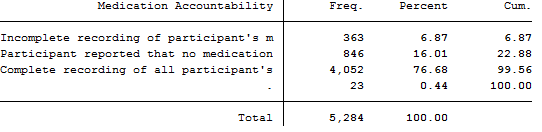 Medication Accountability Freq. Percent Cum.
Incomplete recording of participant's m 363 6.87 6.87
Participant reported that no medication 846 16.01 22.88
Complete recording of all participant's 4,052 76.68 99.56
. 23 0.44 100.00
Total 5,284 100.00